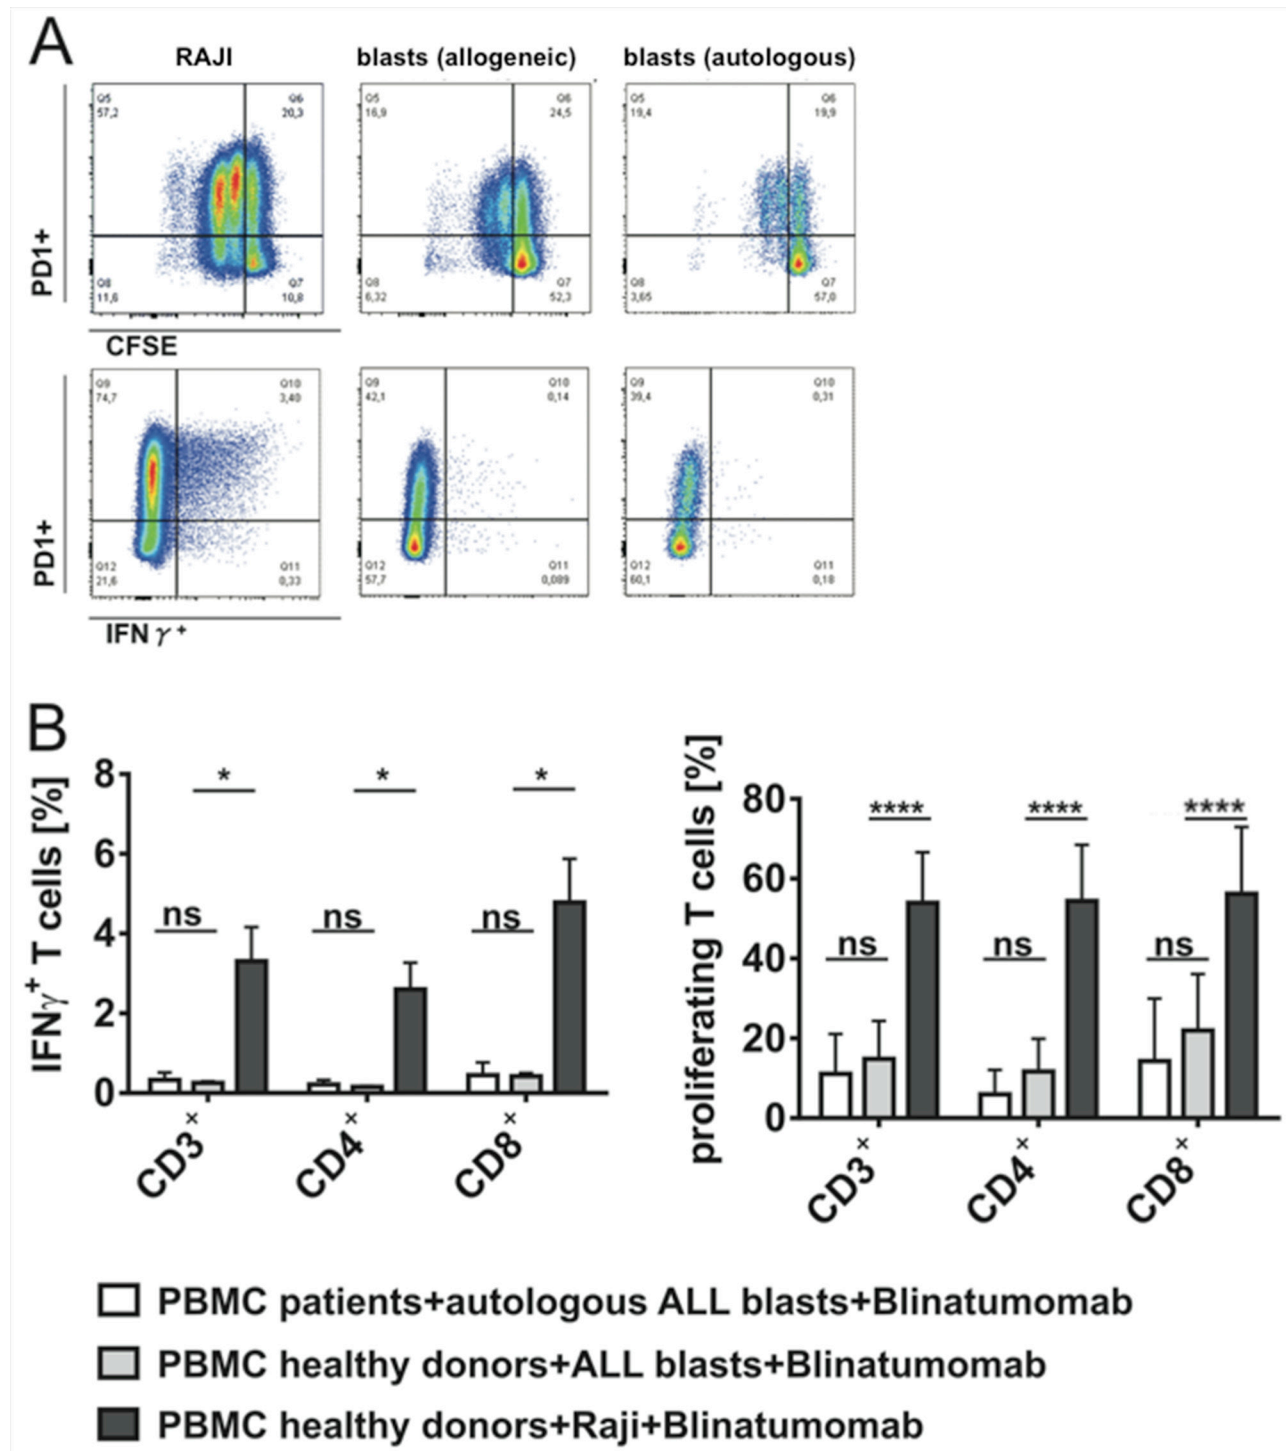 A
RAJI
blasts (allogeneic)
blasts (autologous)
Q5
57,2
Q6
20,3
Q8
11,6
Q7
10,8
Q5
16,9
Q6
24,5
Q8
6,32
Q7
52,3
Q5
19,4
Q6
19,9
Q8
3,65
Q7
57,0
PD1+
CFSE
Q9
74,7
Q10
3,40
Q12
21,6
Q11
0,33
Q9
42,1
Q10
0,14
Q12
57,7
Q11
0,089
Q9
39,4
Q10
0,31
Q12
60,1
Q11
0,18
PD1+
IFN γ +
B
IFNγ+ T cells [%]
8
6
4
2
0
*
*
*
ns
ns
ns
CD3×
CD4×
CD8×
proliferating T cells [%]
80
60
40
20
0
****
****
****
ns
ns
ns
CD3×
CD4×
CD8×
PBMC patients+autologous ALL blasts+Blinatumomab
PBMC healthy donors+ALL blasts+Blinatumomab
PBMC healthy donors+Raji+Blinatumomab